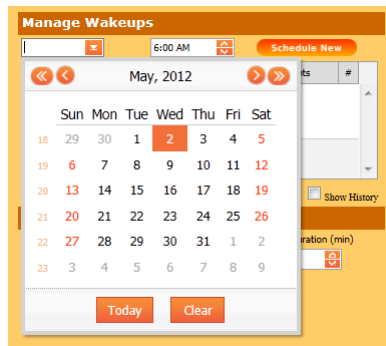 Manage Wakeups
6:00 AM Schedule New
May, 2012
ts #
Sun Mon Tue Wed Thu Fri Sat
18 29 30 1 2 3 4 5
19 6 7 8 9 10 11 12
20 13 14 15 16 17 18 19
Show History
21 20 21 22 23 24 25 26
22 27 28 29 30 31 1 2
uration (min)
23 3 4 5 6 7 8 9
Today Clear